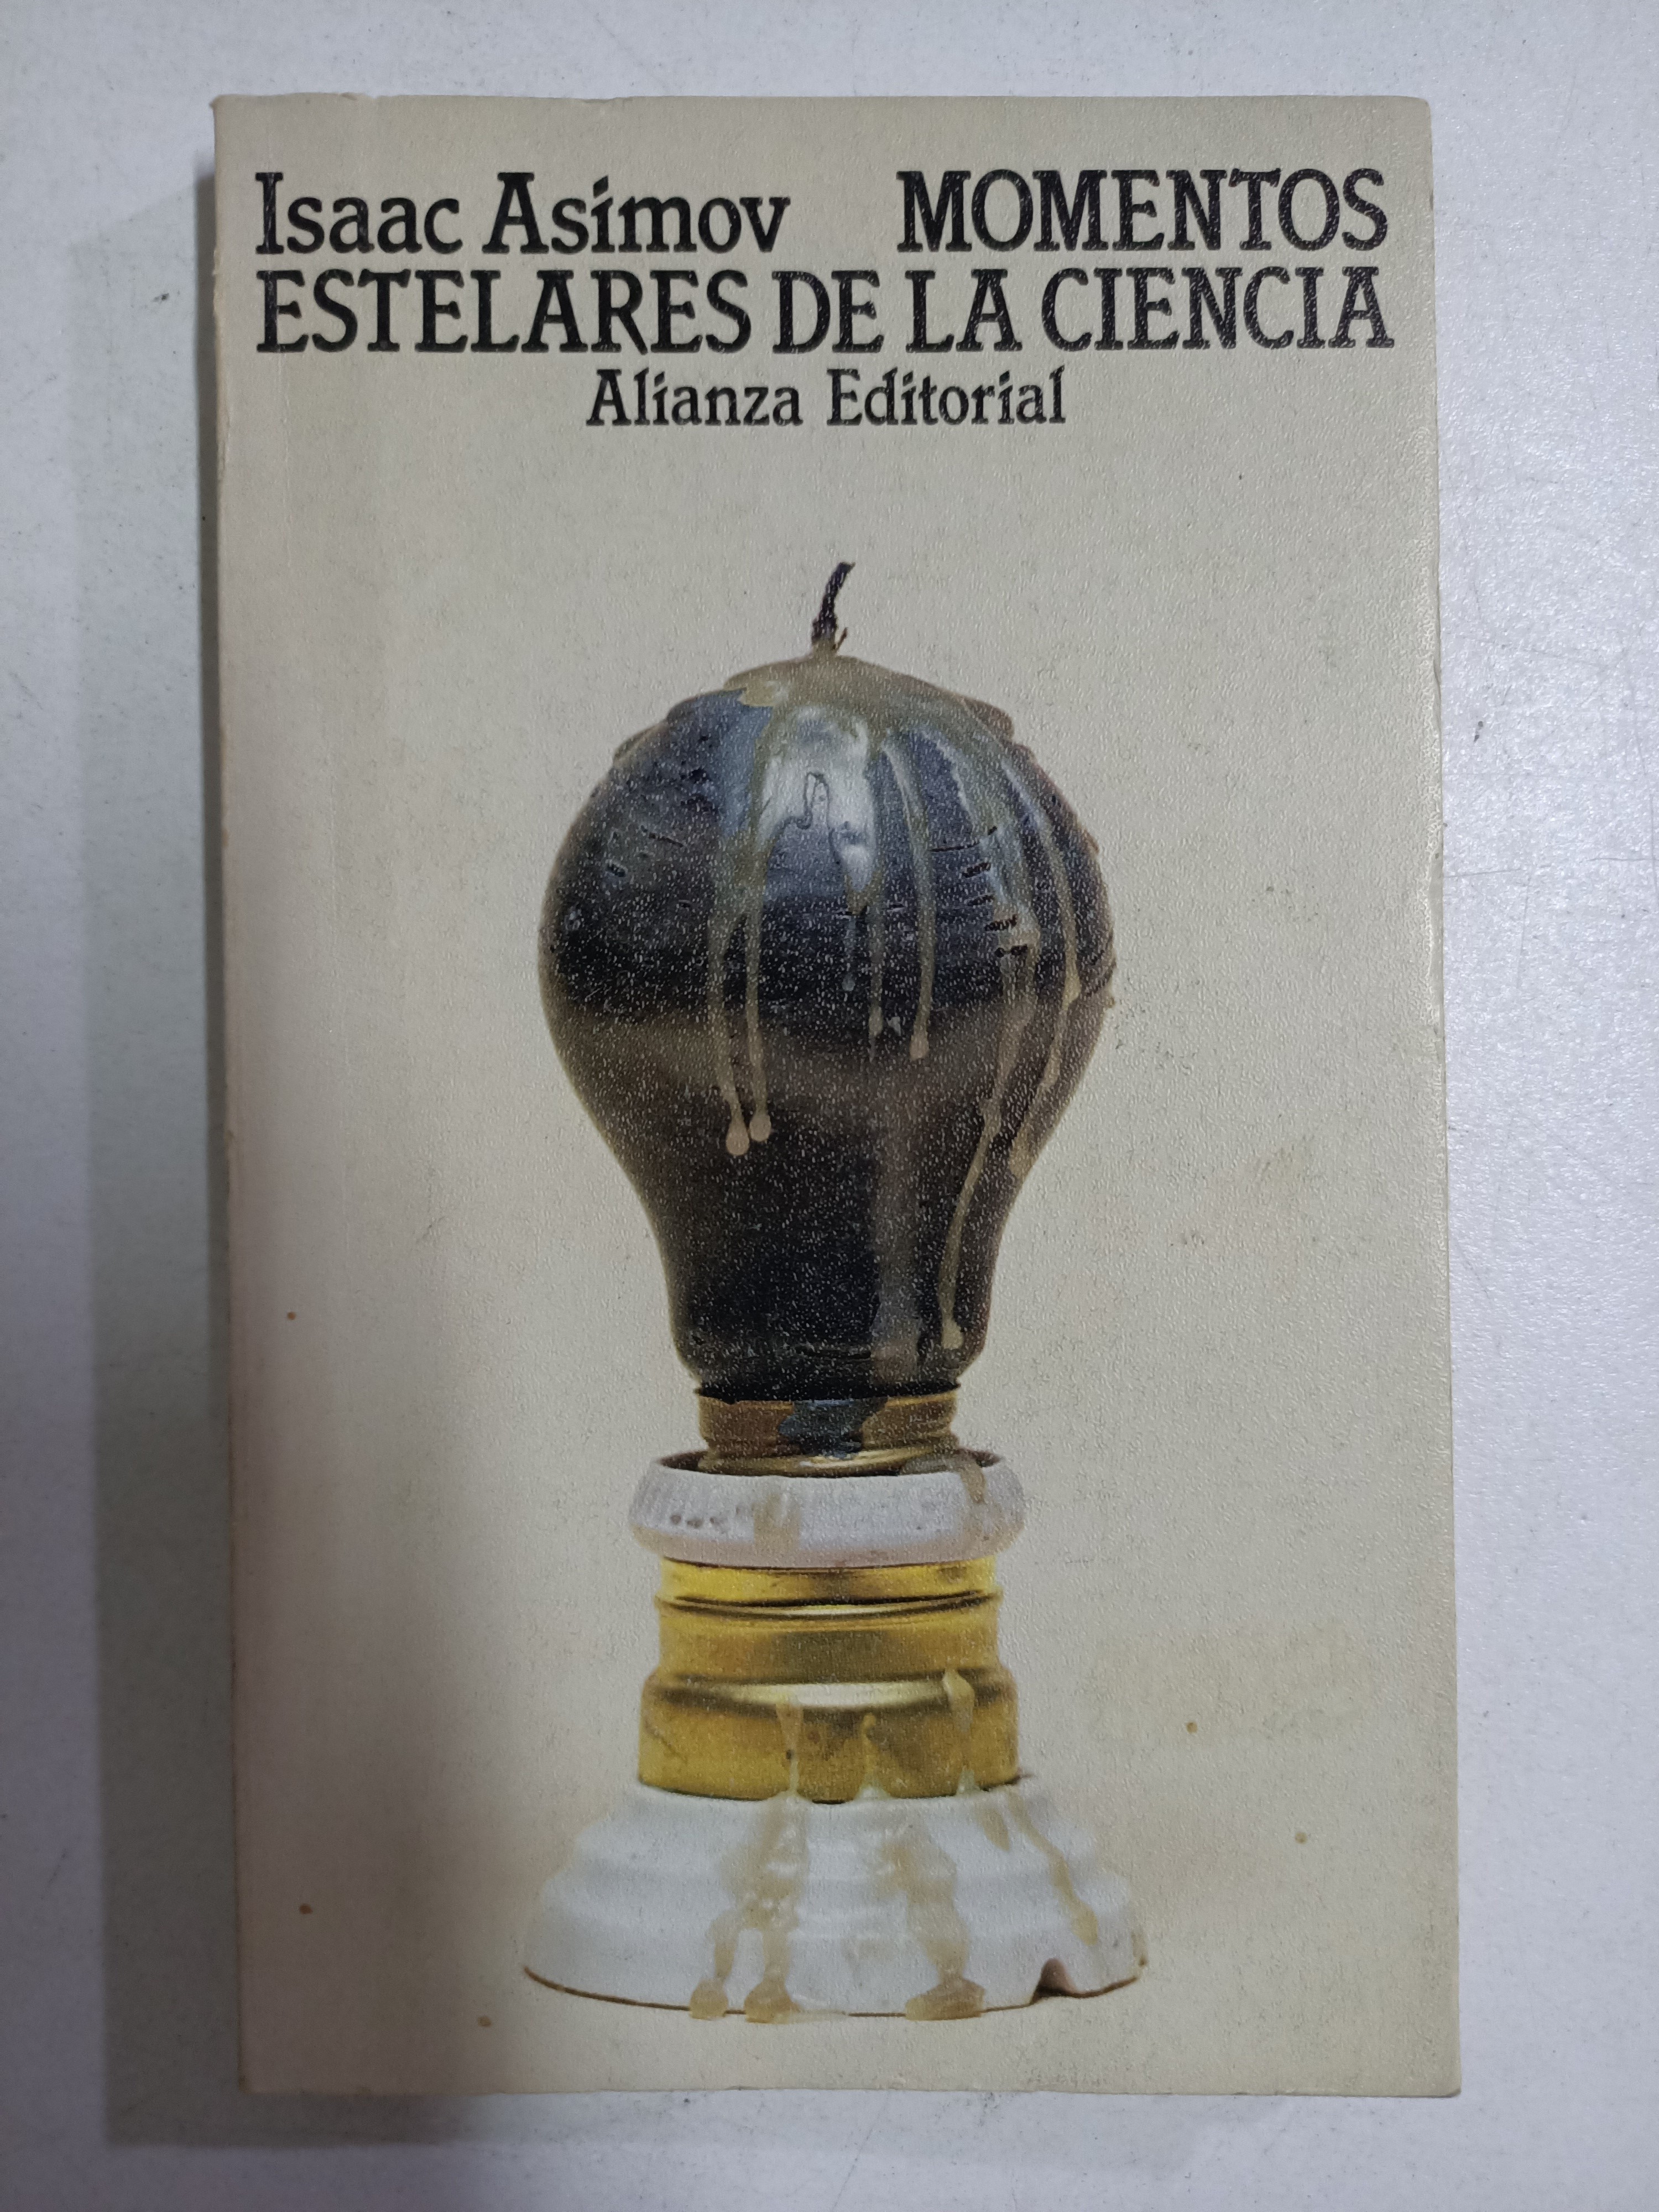 Isaac Asimov MOMENTOS
ESTELARES DE LA CIENCIA
Alianza Editorial